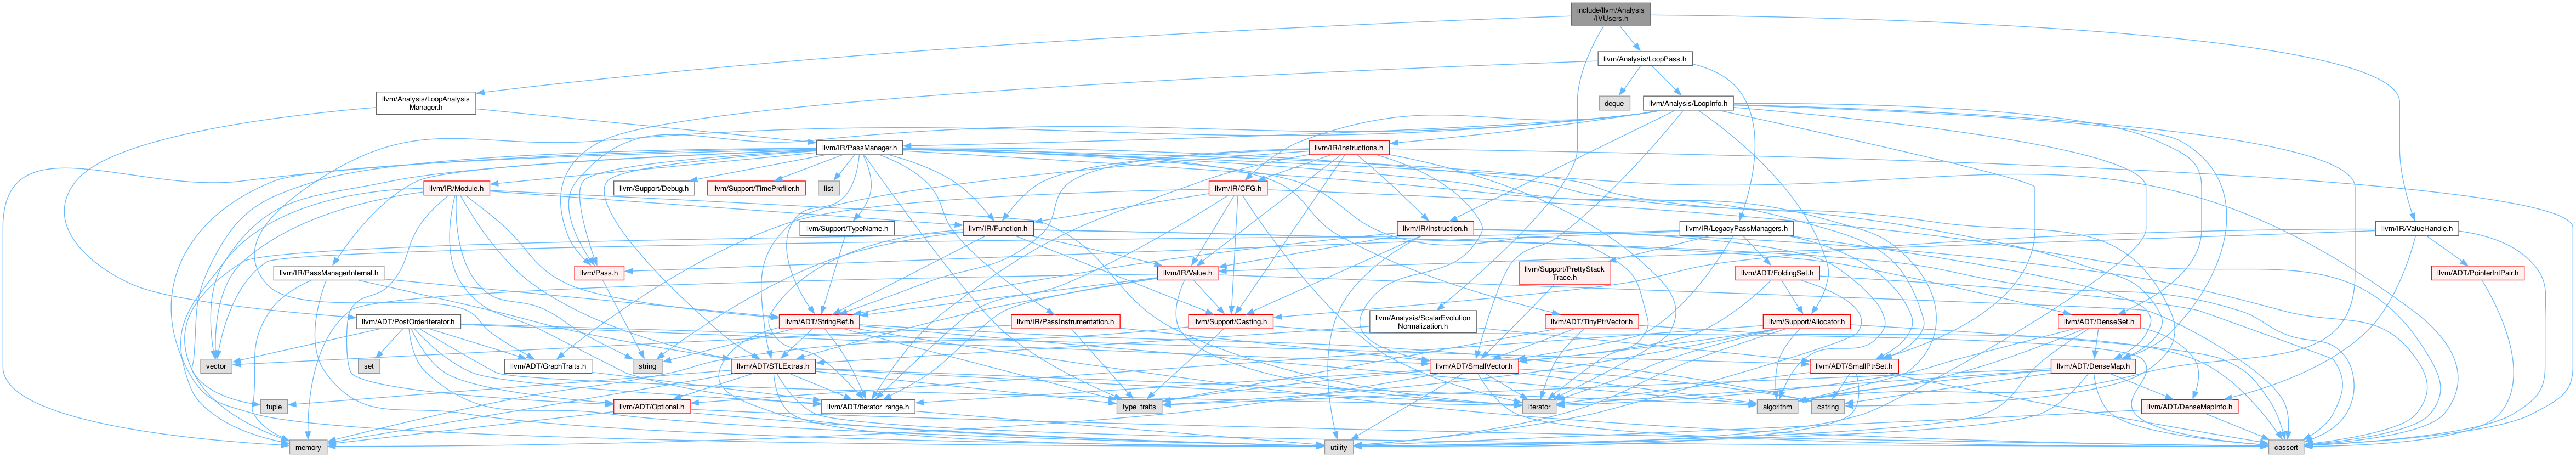 include/llvm/Analysis
/IVUsers.h
llvm/Analysis/LoopPass.h
llvm/Analysis/LoopAnalysis
Manager.h
deque
llvm/Analysis/LoopInfo.h
llvm/IR/PassManager.h
llvm/IR/Instructions.h
llvm/IR/Module.h
llvm/Support/Debug.h
llvm/Support/TimeProfiler.h
list
llvm/IR/CFG.h
llvm/Support/TypeName.h
llvm/IR/Function.h
llvm/IR/Instruction.h
llvm/IR/LegacyPassManagers.h
llvm/IR/ValueHandle.h
llvm/IR/PassManagerInternal.h
llvm/Pass.h
llvm/IR/Value.h
llvm/Support/PrettyStack
Trace.h
llvm/ADT/FoldingSet.h
llvm/ADT/PointerIntPair.h
llvm/ADT/PostOrderIterator.h
llvm/ADT/StringRef.h
llvm/IR/PassInstrumentation.h
llvm/Support/Casting.h
llvm/Analysis/ScalarEvolution
Normalization.h
llvm/ADT/TinyPtrVector.h
llvm/Support/Allocator.h
llvm/ADT/DenseSet.h
vector
set
llvm/ADT/GraphTraits.h
string
llvm/ADT/STLExtras.h
llvm/ADT/SmallVector.h
llvm/ADT/SmallPtrSet.h
llvm/ADT/DenseMap.h
tuple
llvm/ADT/Optional.h
llvm/ADT/iterator_range.h
type_traits
iterator
algorithm
cstring
llvm/ADT/DenseMapInfo.h
memory
utility
cassert